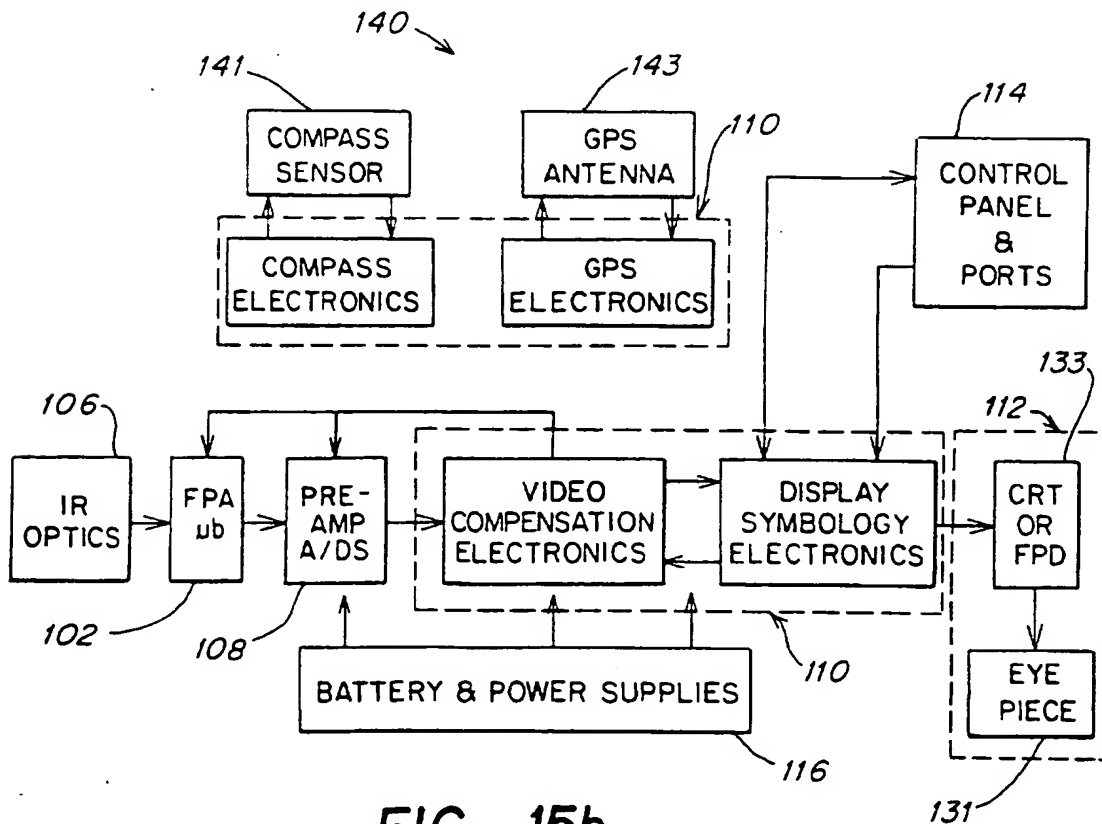 140
141
143
110
114
COMPASS
SENSOR
GPS
ANTENNA
CONTROL
PANEL
&
PORTS
COMPASS
ELECTRONICS
GPS
ELECTRONICS
106
133
112
IR
OPTICS
FPA
μb
PRE-
AMP
A/DS
VIDEO
COMPENSATION
ELECTRONICS
DISPLAY
SYMBOLOGY
ELECTRONICS
CRT
OR
FPD
102
108
110
BATTERY & POWER SUPPLIES
EYE
PIECE
116
131
FIG. 15b